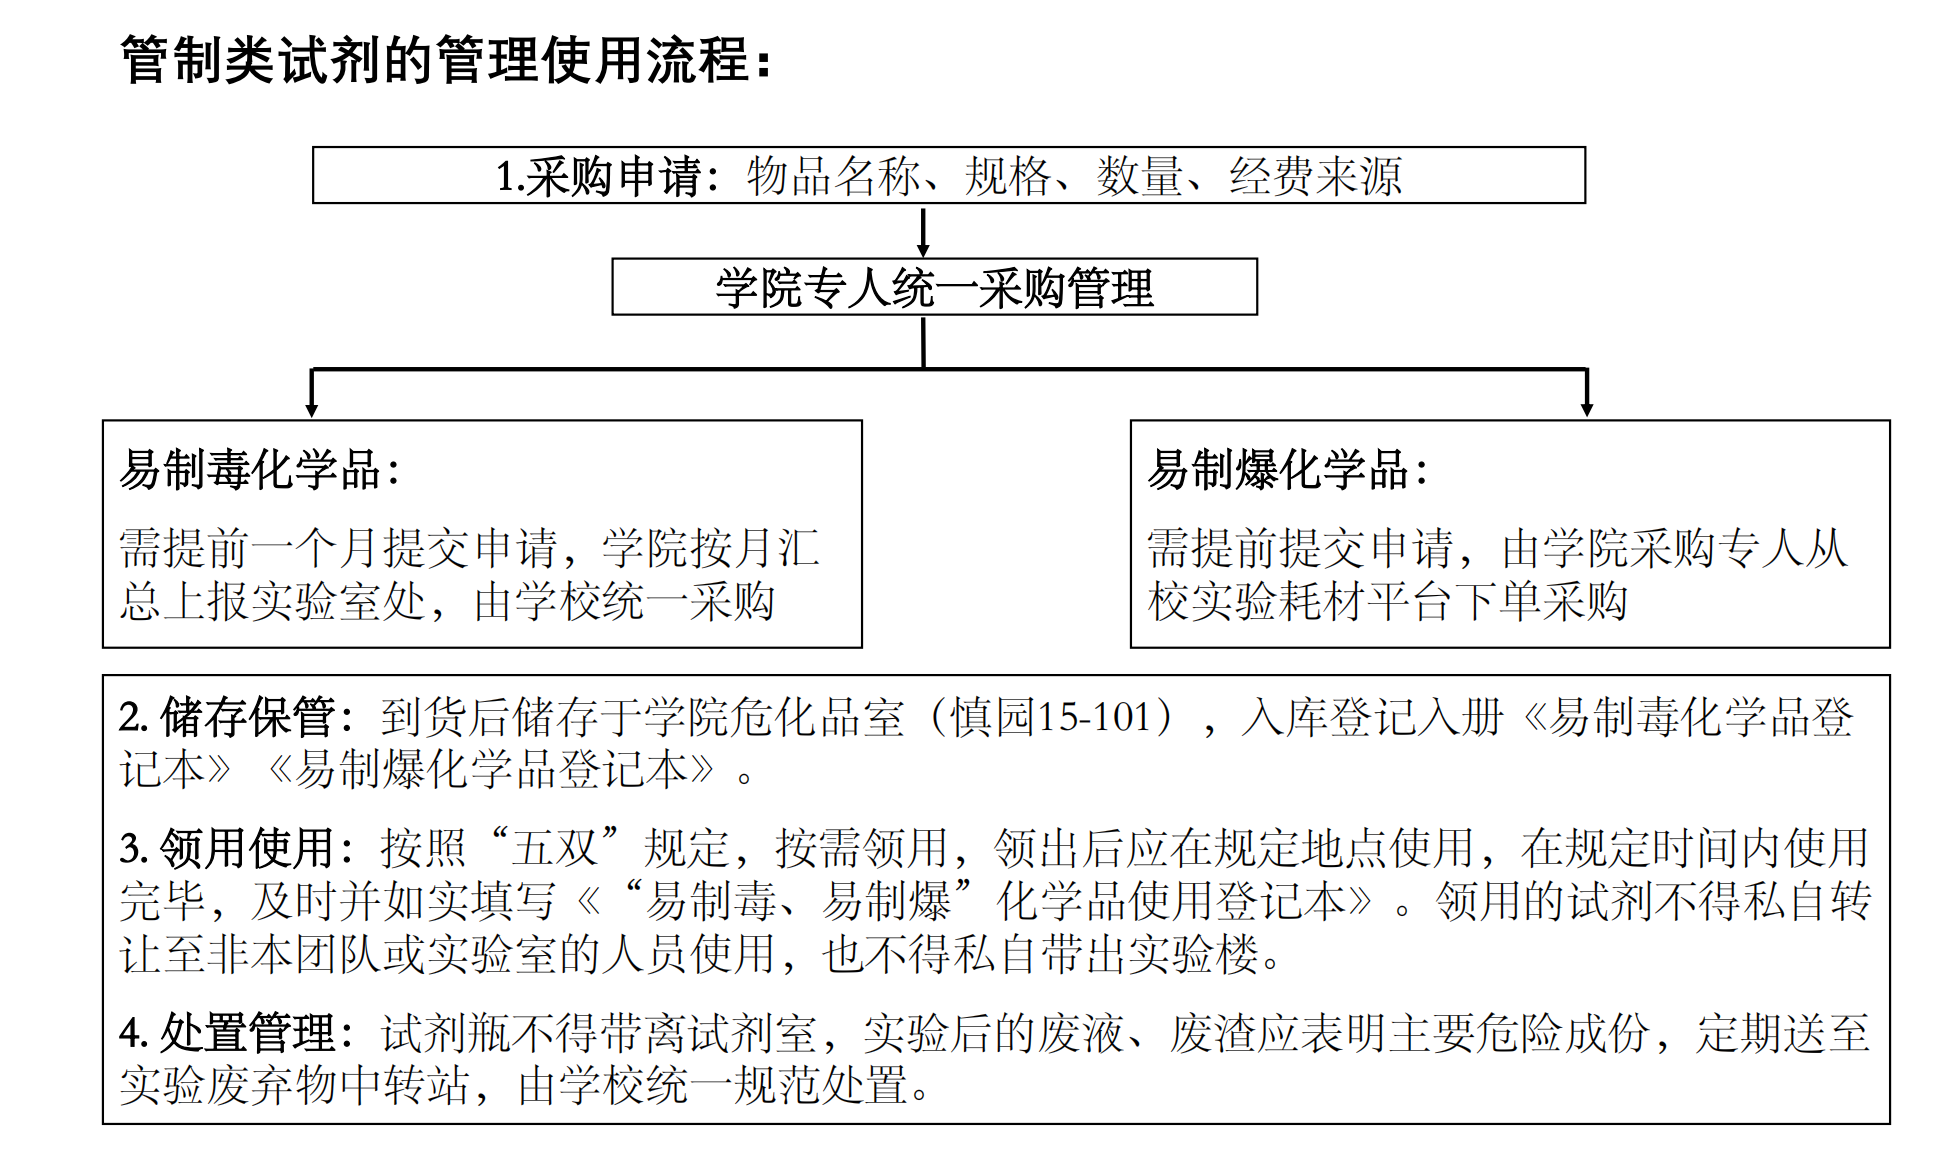 管制类试剂的管理使用流程：
1.采购申请：物品名称、规格、数量、经费来源
学院专人统一采购管理
易制毒化学品：
需提前一个月提交申请，学院按月汇
总上报实验室处，由学校统一采购
易制爆化学品：
需提前提交申请，由学院采购专人从
校实验耗材平台下单采购
2. 储存保管：到货后储存于学院危化品室（慎园15-101），入库登记入册《易制毒化学品登
记本》《易制爆化学品登记本》。
3. 领用使用：按照“五双”规定，按需领用，领出后应在规定地点使用，在规定时间内使用
完毕，及时并如实填写《“易制毒、易制爆”化学品使用登记本》。领用的试剂不得私自转
让至非本团队或实验室的人员使用，也不得私自带出实验楼。
4. 处置管理：试剂瓶不得带离试剂室，实验后的废液、废渣应表明主要危险成份，定期送至
实验废弃物中转站，由学校统一规范处置。